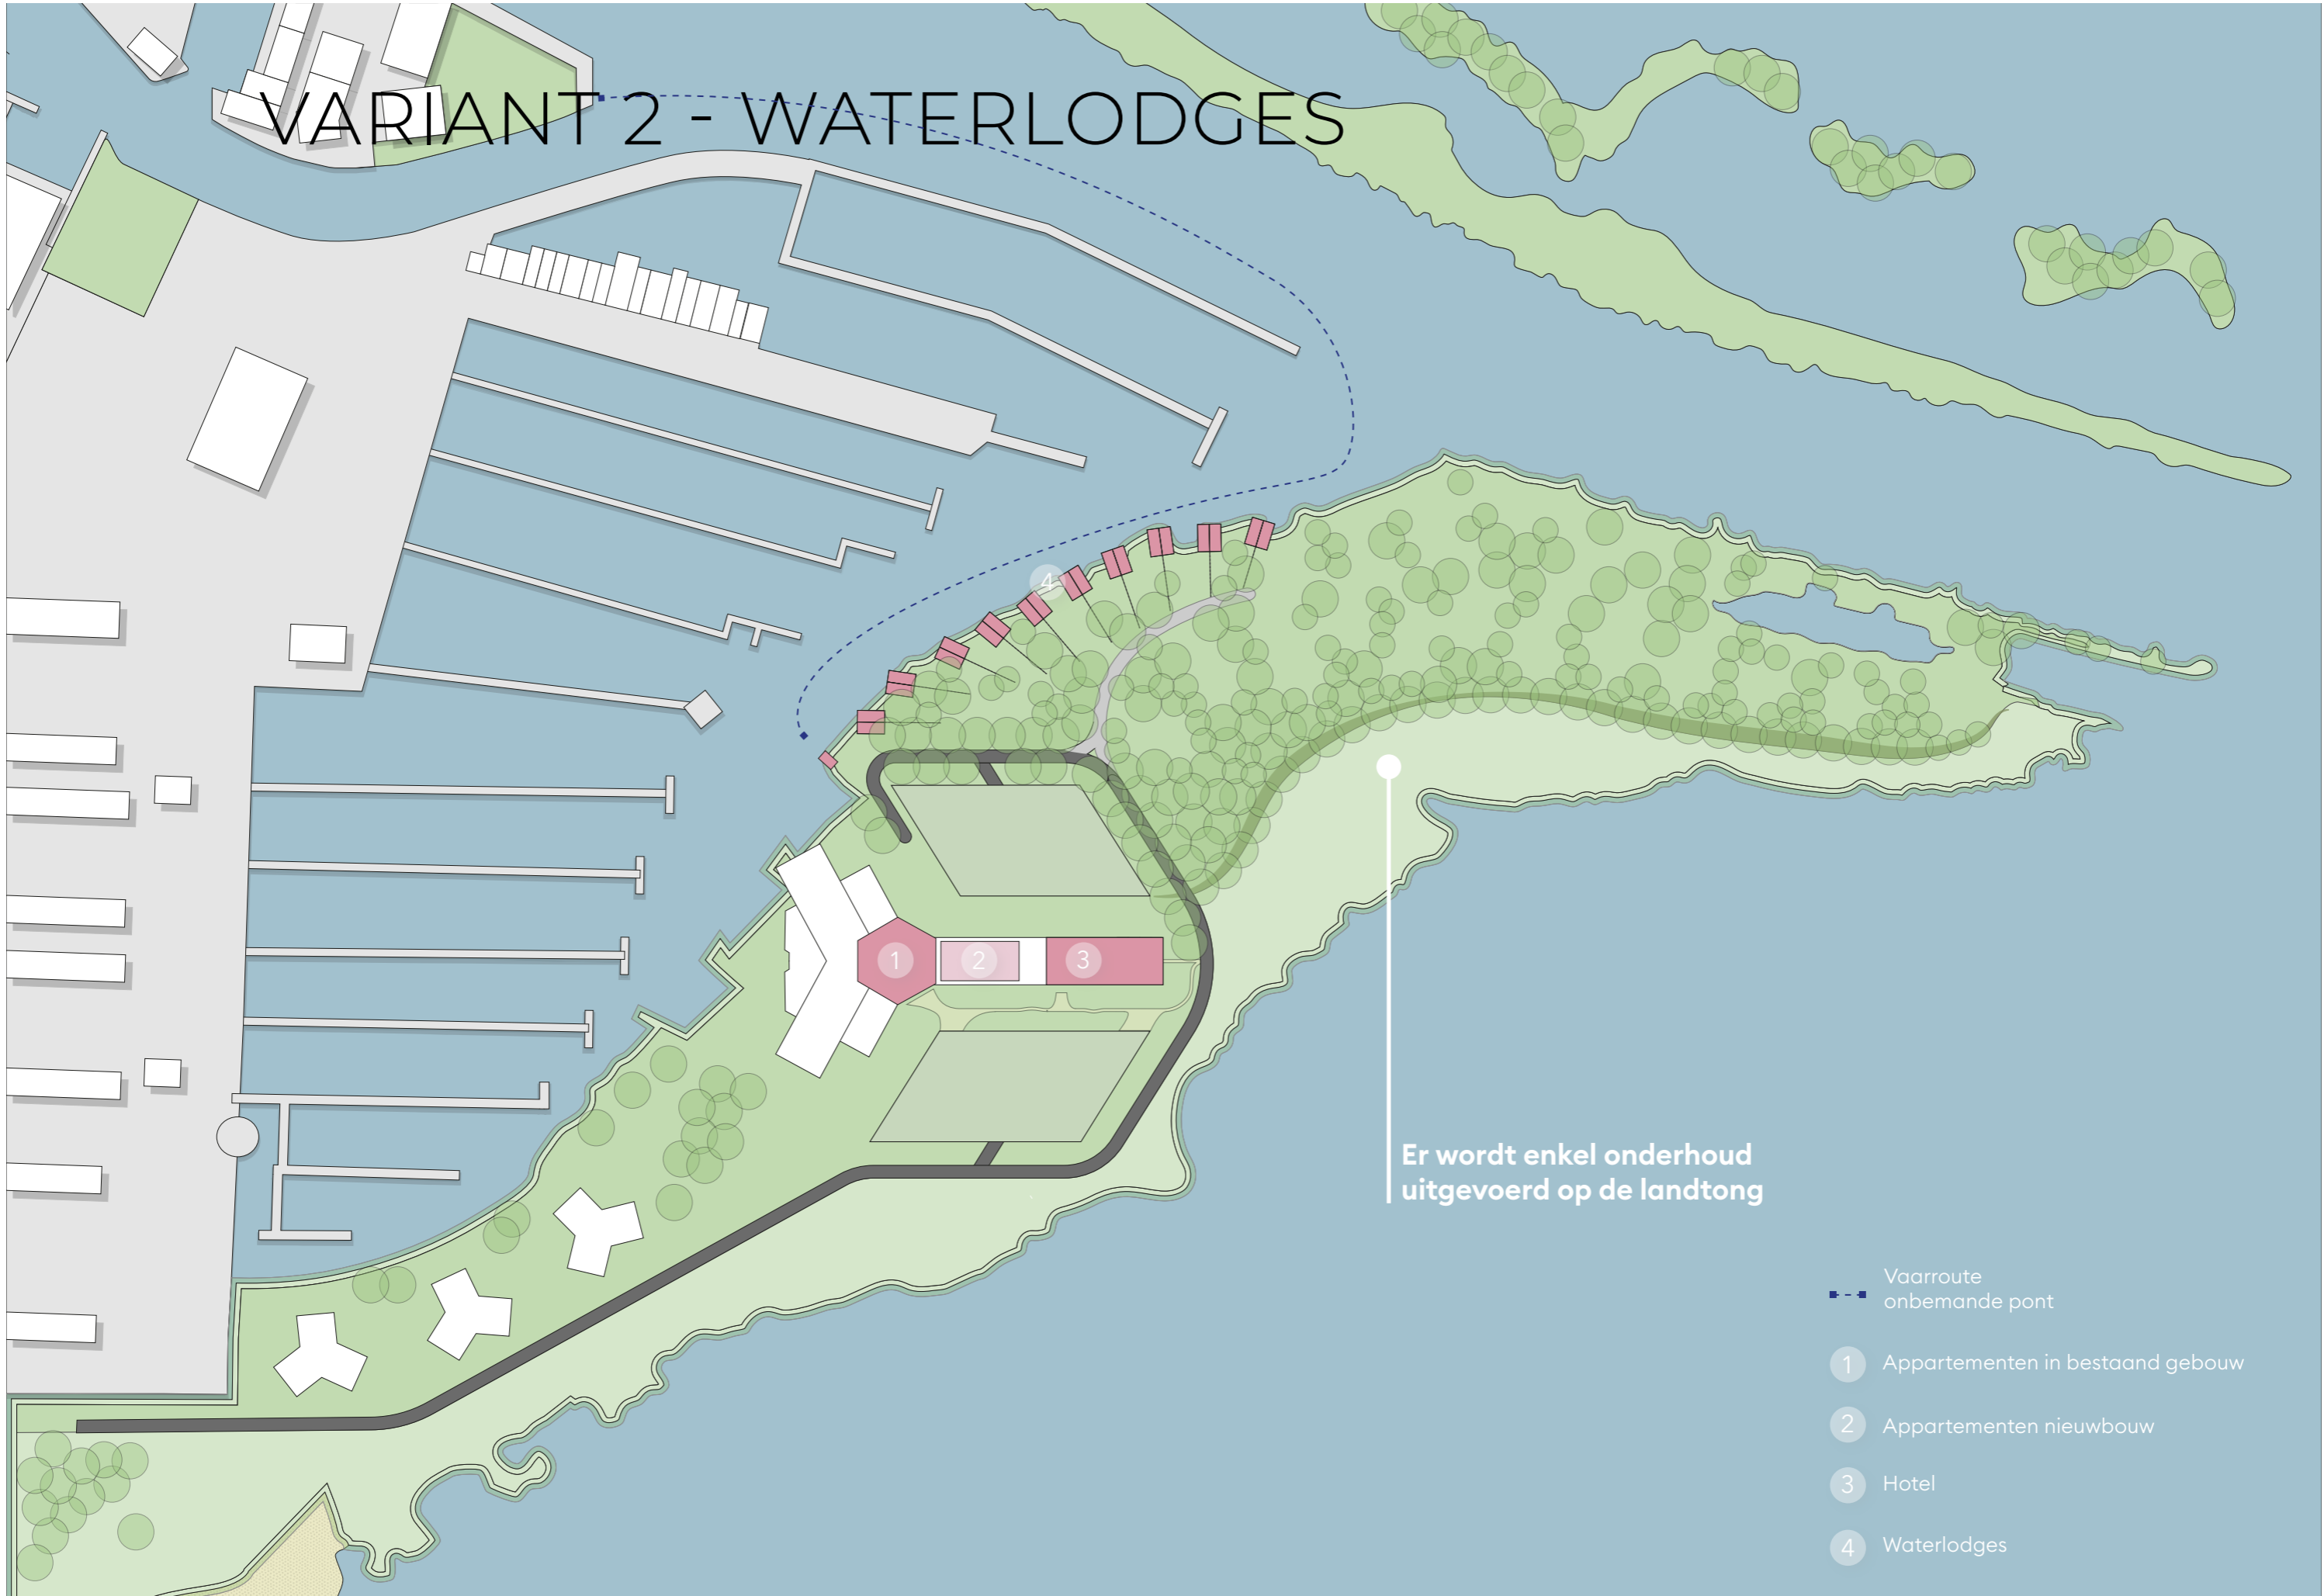 VARIANT 2 - WATERLODGES
4
1
2
3
Er wordt enkel onderhoud
uitgevoerd op de landtong
Vaarroute
onbemande pont
1 Appartementen in bestaand gebouw
2 Appartementen nieuwbouw
3 Hotel
4 Waterlodges